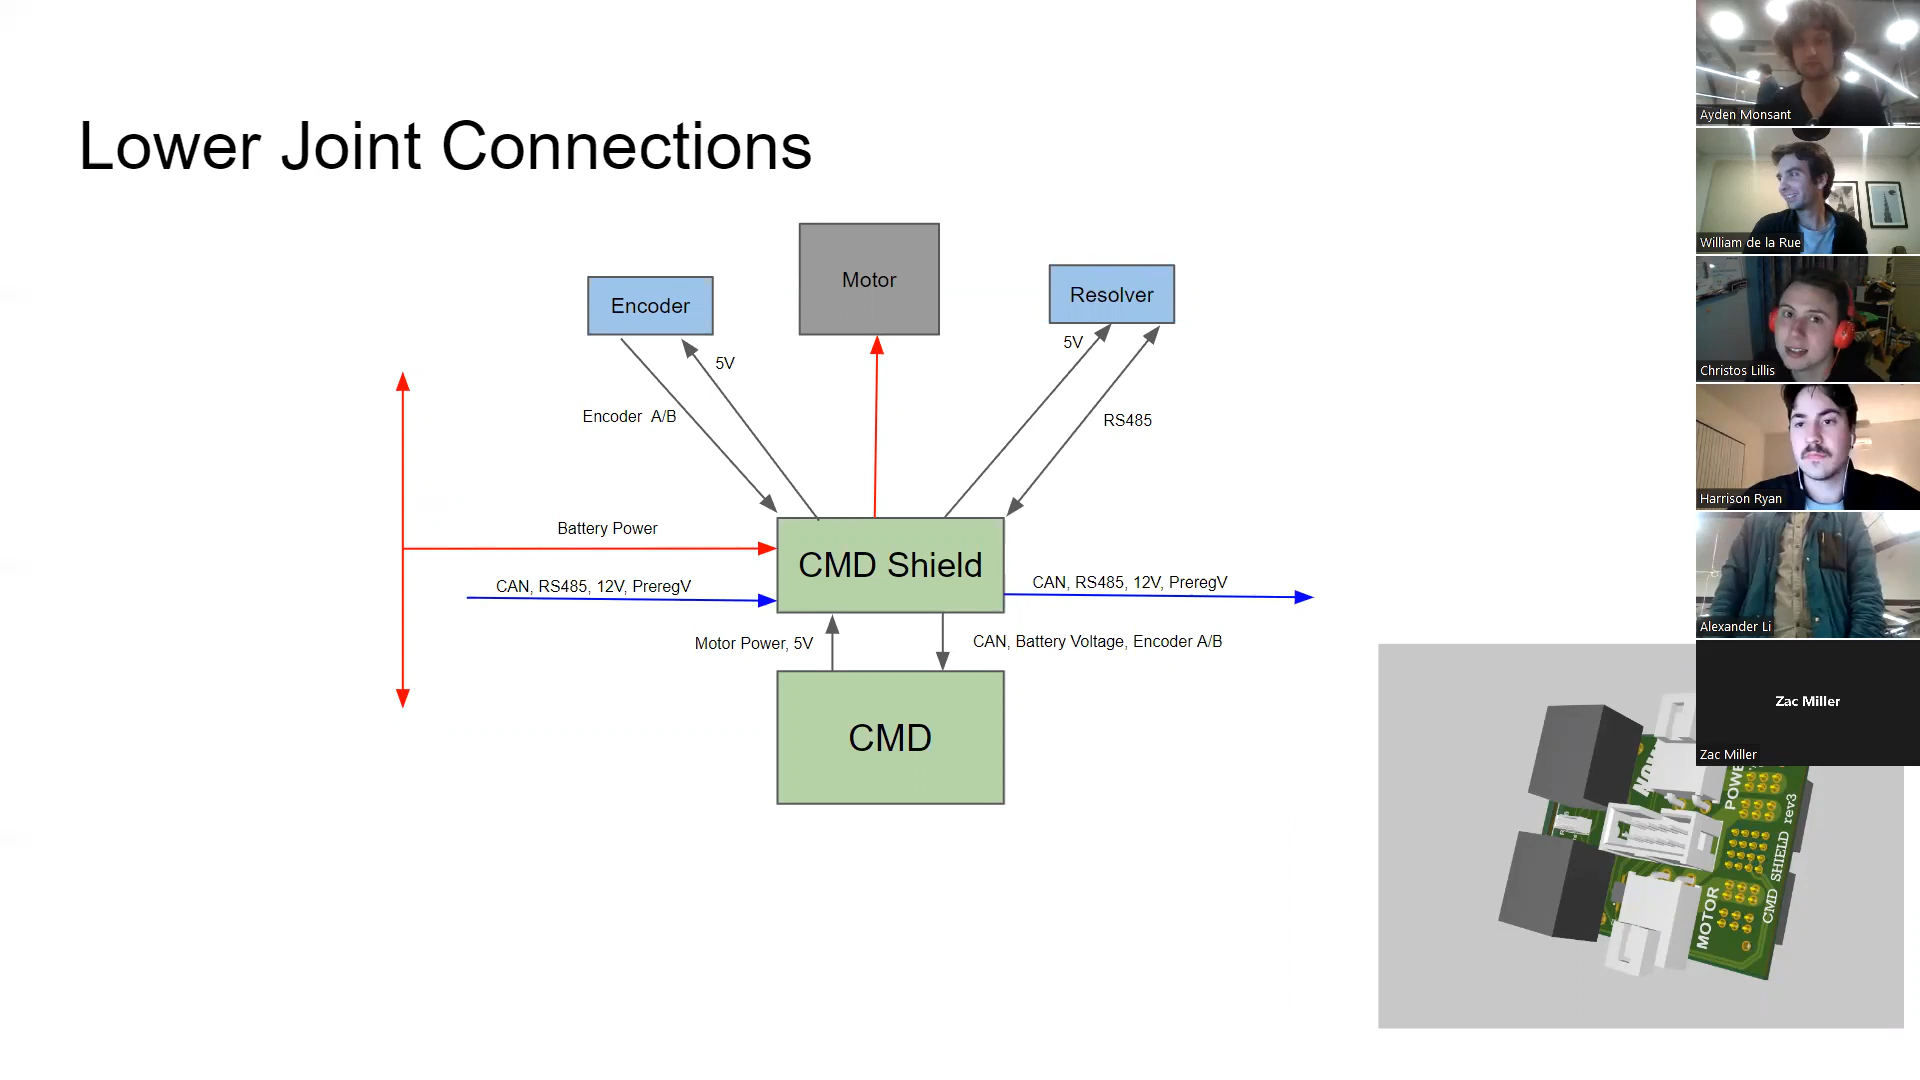 Lower Joint Connections
Motor
Encoder
Resolver
5V
5V
Encoder A/B
RS485
Battery Power
CMD Shield
CAN, RS485, 12V, PreregV
CAN, RS485, 12V, PreregV
Motor Power, 5V
CAN, Battery Voltage, Encoder A/B
CMD
Ayden Monsant
William de la Rue
Christos Lillis
Harrison Ryan
Alexander Li
Zac Miller
Zac Miller
MOTOR
CMD SHIELD rev3